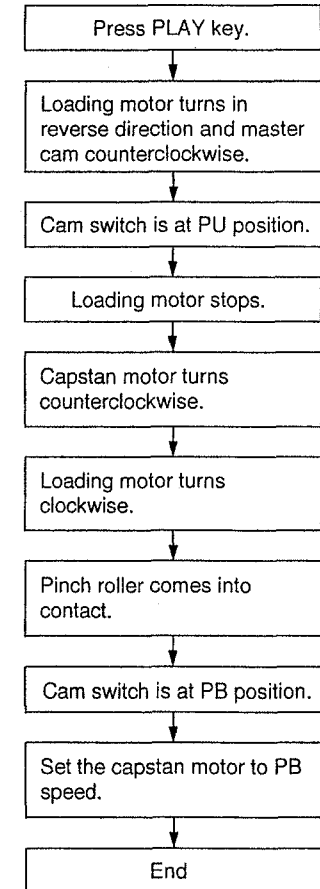 Press PLAY key.
Loading motor turns in
reverse direction and master
cam counterclockwise.
Cam switch is at PU position.
Loading motor stops.
Capstan motor turns
counterclockwise.
Loading motor turns
clockwise.
Pinch roller comes into
contact.
Cam switch is at PB position.
Set the capstan motor to PB
speed.
End